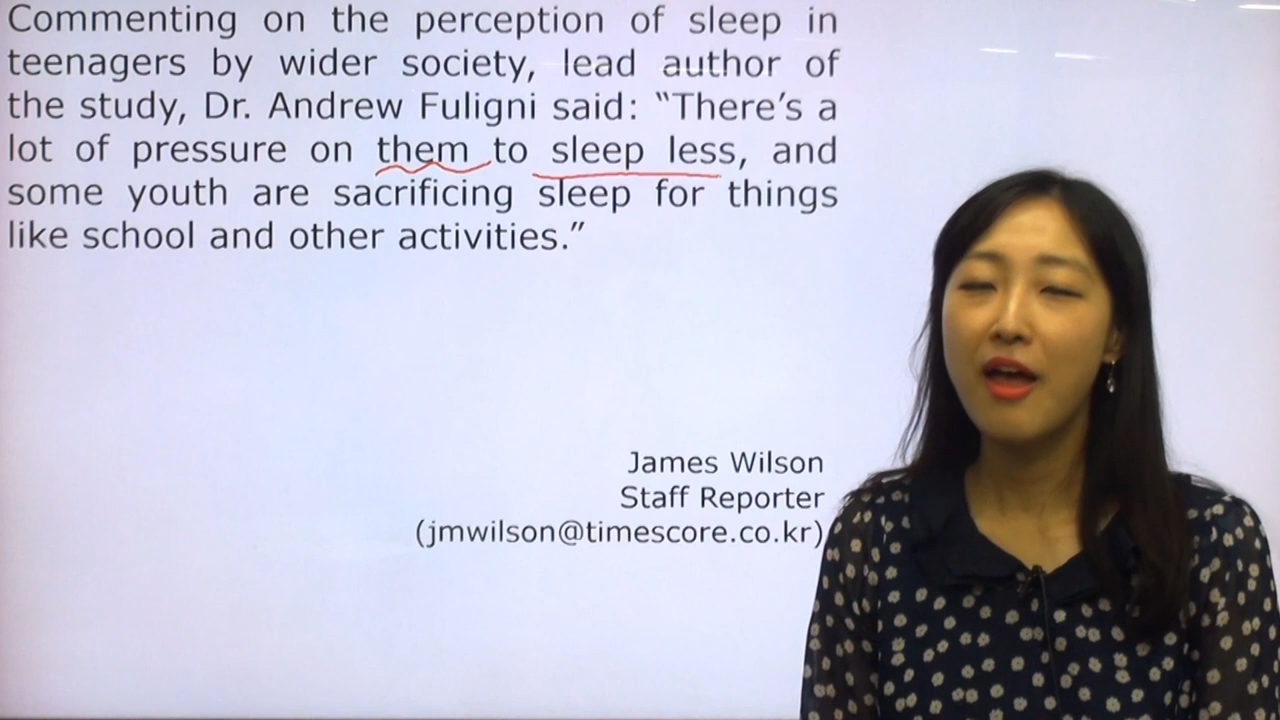 Commenting on the perception of sleep in
teenagers by wider society, lead author of
the study, Dr. Andrew Fuligni said: “There’s a
lot of pressure on them to sleep less, and
some youth are sacrificing sleep for things
like school and other activities.”
James Wilson
Staff Reporter
(jmwilson@timescore.co.kr)